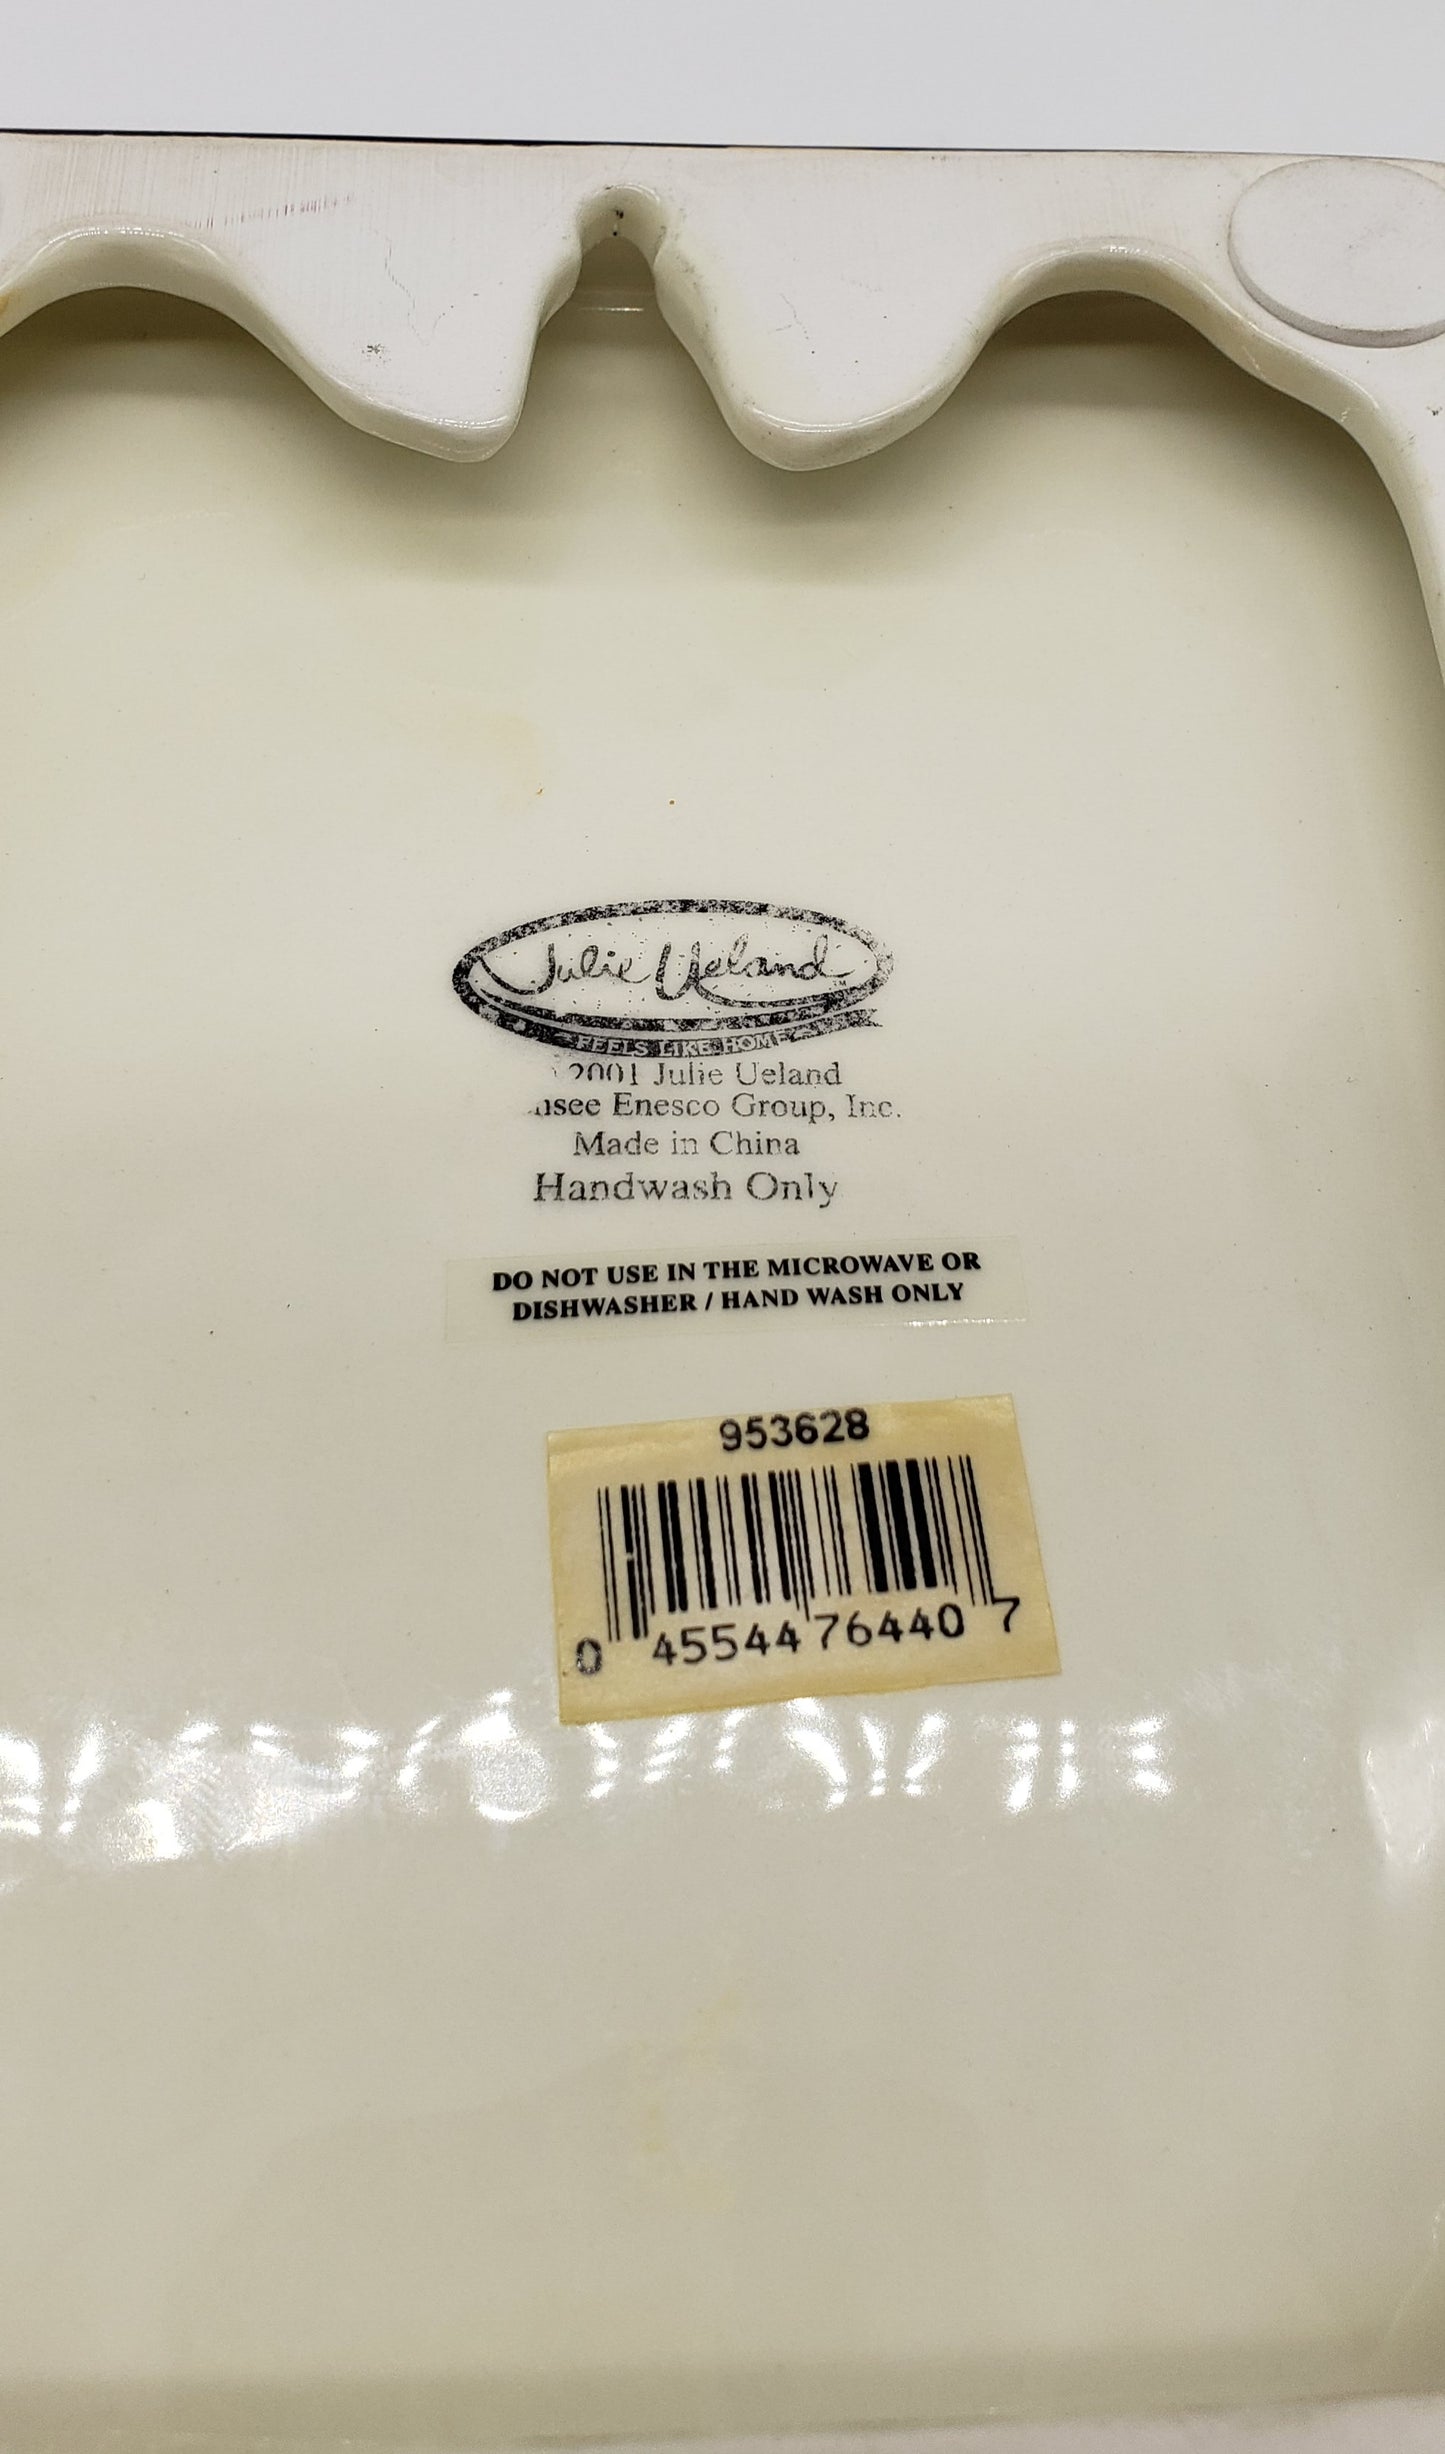 Julie Ueland
FEELS LIKE HOME
2001 Julie Ueland
Enesco Group, Inc.
Made in China
Handwash Only
DO NOT USE IN THE MICROWAVE OR
DISHWASHER / HAND WASH ONLY
953628
0 45544 76440 7